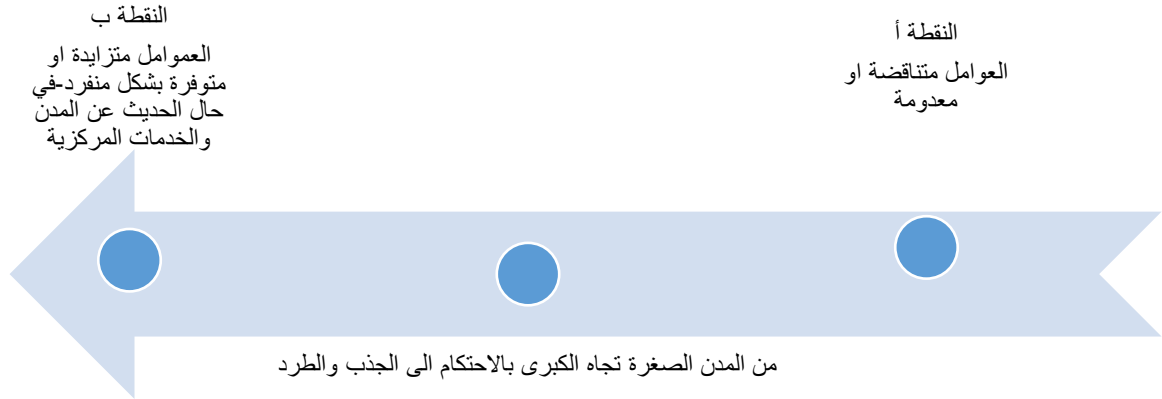 النقطة أ
العوامل متناقضة او
معدومة
النقطة ب
العموامل متزايدة او
متوفرة بشكل منفرد-في
حال الحديث عن المدن
والخدمات المركزية
من المدن الصغرة تجاه الكبرى بالاحتكام الى الجذب والطرد